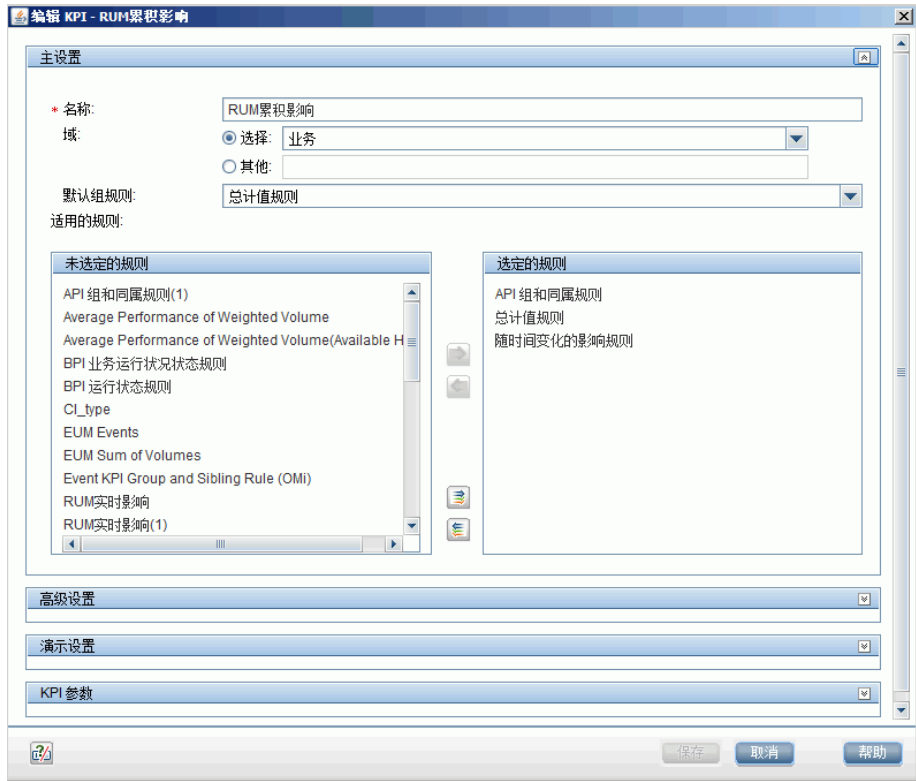 编辑 KPI - RUM累积影响
主设置
* 名称: RUM累积影响
域: 选择: 业务
其他:
默认组规则: 总计值规则
适用的规则:
未选定的规则
API 组和同属规则(1)
Average Performance of Weighted Volume
Average Performance of Weighted Volume(Available H
BPI 业务运行状况状态规则
BPI 运行状态规则
CI_type
EUM Events
EUM Sum of Volumes
Event KPI Group and Sibling Rule (OMi)
RUM实时影响
RUM实时影响(1)
选定的规则
API 组和同属规则
总计值规则
随时间变化的影响规则
高级设置
演示设置
KPI 参数
保存 取消 帮助